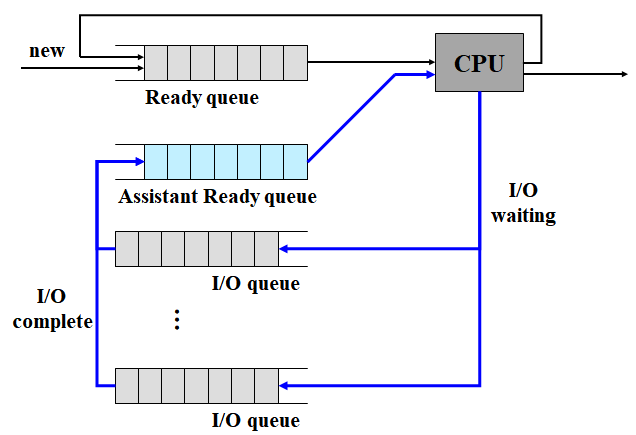 new
CPU
Ready queue
Assistant Ready queue
I/O
waiting
I/O queue
I/O
complete
I/O queue